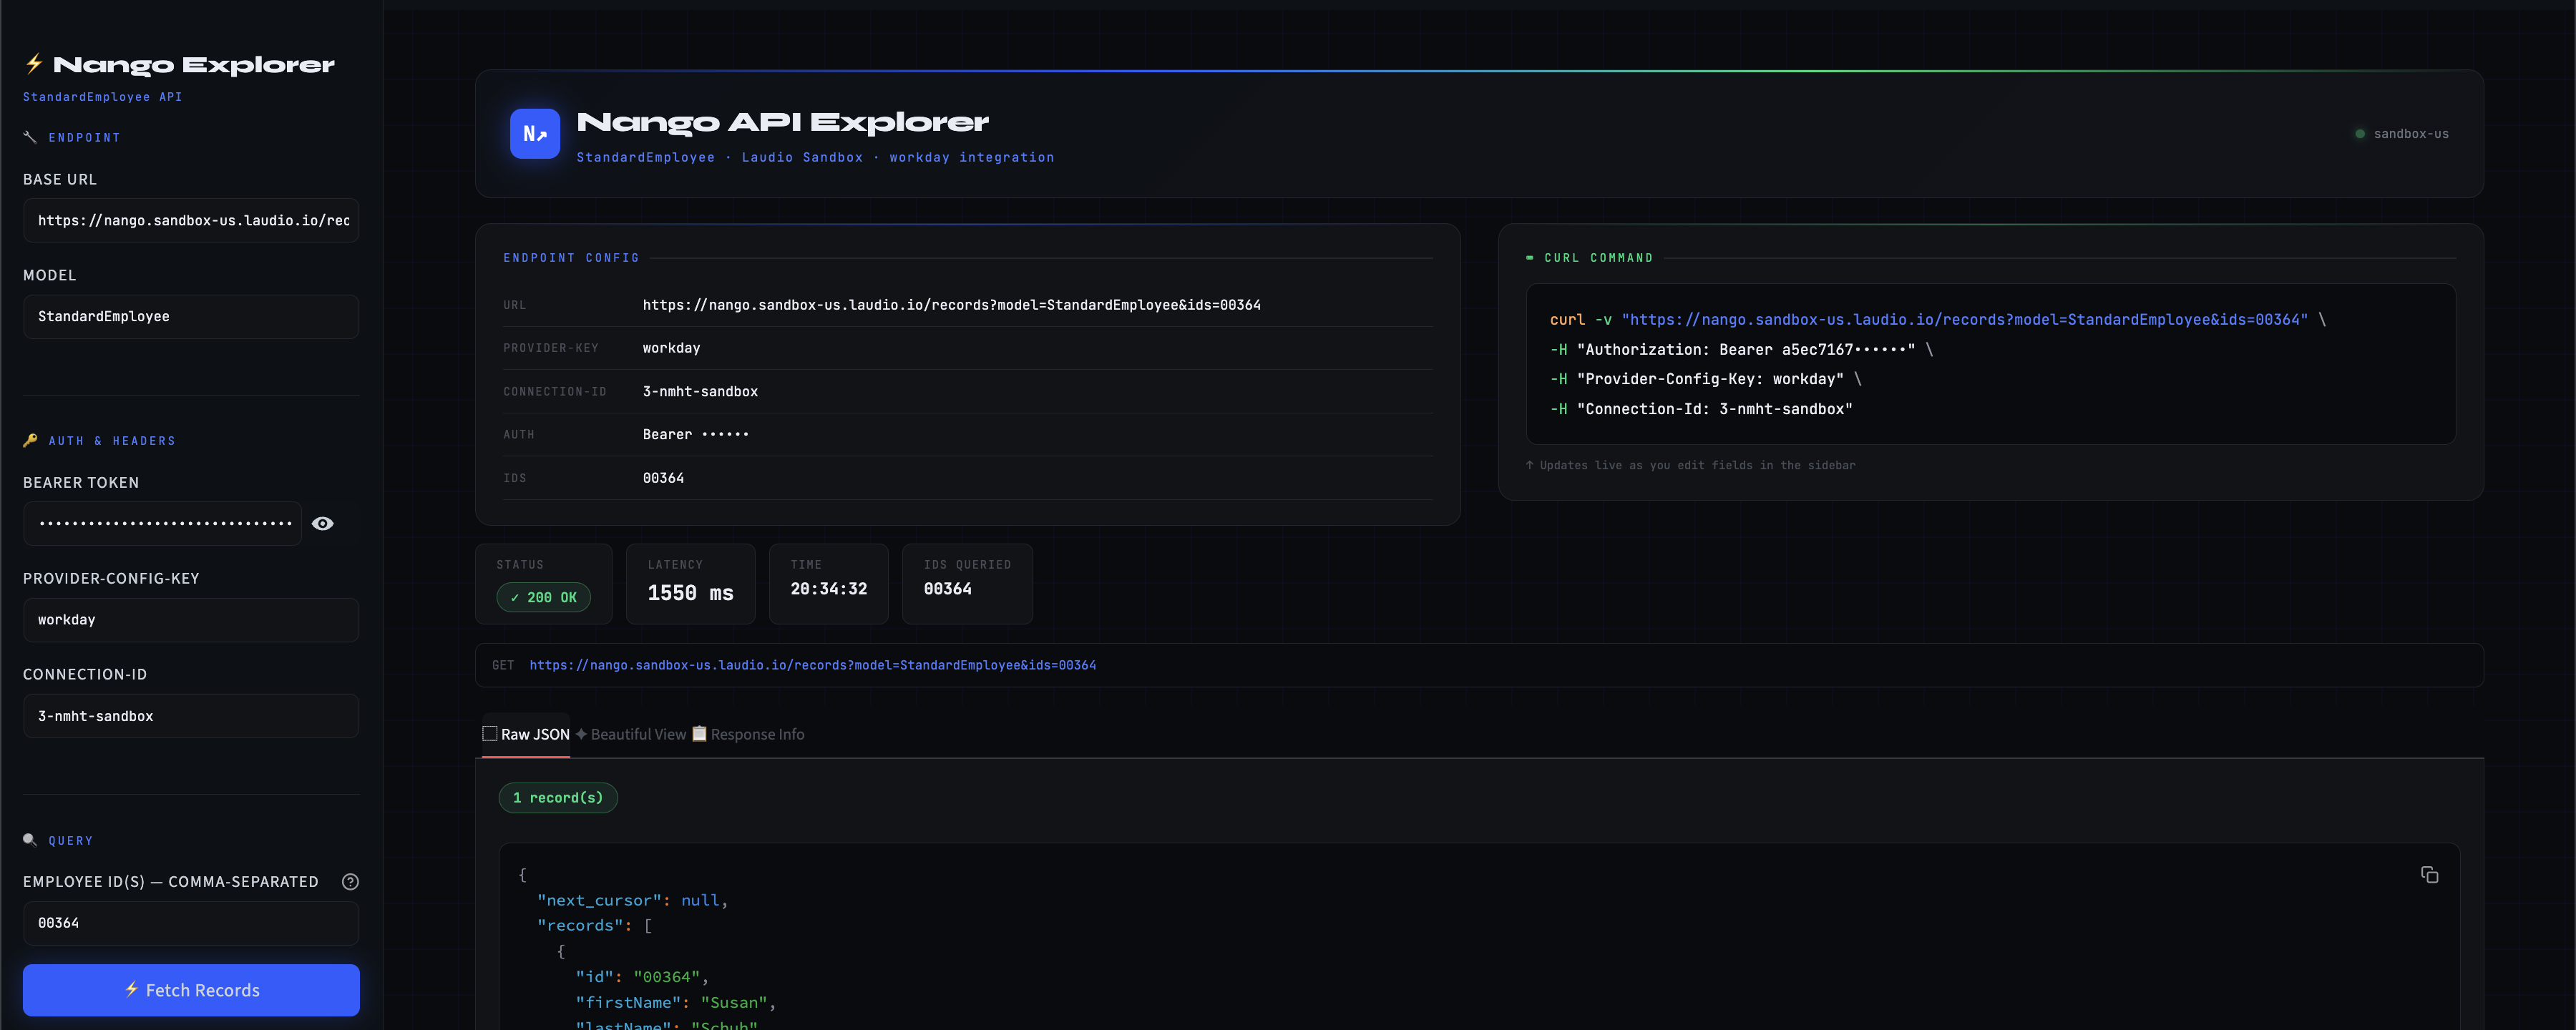 ⚡ Nango Explorer
StandardEmployee API
🔧 ENDPOINT
BASE URL
https://nango.sandbox-us.laudio.io/rec
MODEL
StandardEmployee
🔑 AUTH & HEADERS
BEARER TOKEN
•••••••••••••••••••••••••••••••
PROVIDER-CONFIG-KEY
workday
CONNECTION-ID
3-nmht-sandbox
🔍 QUERY
EMPLOYEE ID(S) — COMMA-SEPARATED
00364
⚡ Fetch Records
N↗
Nango API Explorer
StandardEmployee · Laudio Sandbox · workday integration
sandbox-us
ENDPOINT CONFIG
URL https://nango.sandbox-us.laudio.io/records?model=StandardEmployee&ids=00364
PROVIDER-KEY workday
CONNECTION-ID 3-nmht-sandbox
AUTH Bearer ••••••
IDS 00364
CURL COMMAND
curl -v "https://nango.sandbox-us.laudio.io/records?model=StandardEmployee&ids=00364" \
-H "Authorization: Bearer a5ec7167••••••" \
-H "Provider-Config-Key: workday" \
-H "Connection-Id: 3-nmht-sandbox"
↑ Updates live as you edit fields in the sidebar
STATUS
✓ 200 OK
LATENCY
1550 ms
TIME
20:34:32
IDS QUERIED
00364
GET https://nango.sandbox-us.laudio.io/records?model=StandardEmployee&ids=00364
Raw JSON ✦ Beautiful View 📋 Response Info
1 record(s)
{
"next_cursor": null,
"records": [
{
"id": "00364",
"firstName": "Susan",
"lastName": "Schuh"